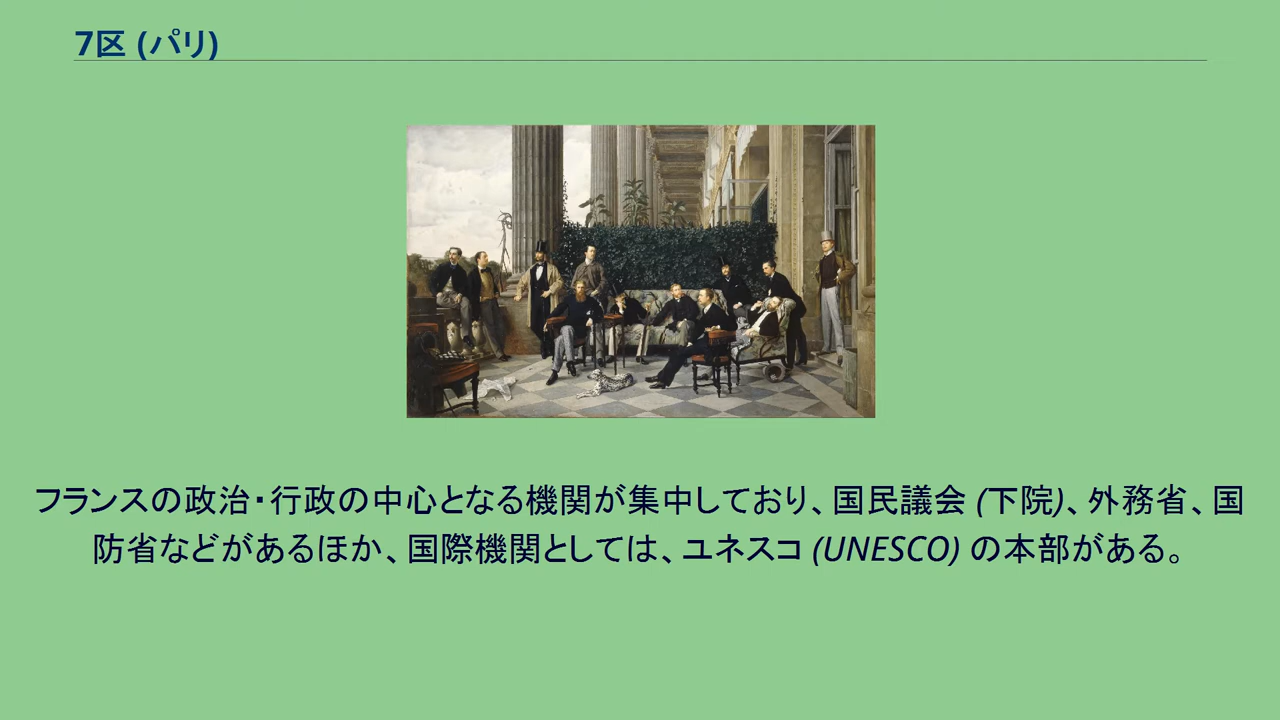 7区 (パリ)
フランスの政治・行政の中心となる機関が集中しており、国民議会 (下院)、外務省、国
防省などがあるほか、国際機関としては、ユネスコ (UNESCO) の本部がある。